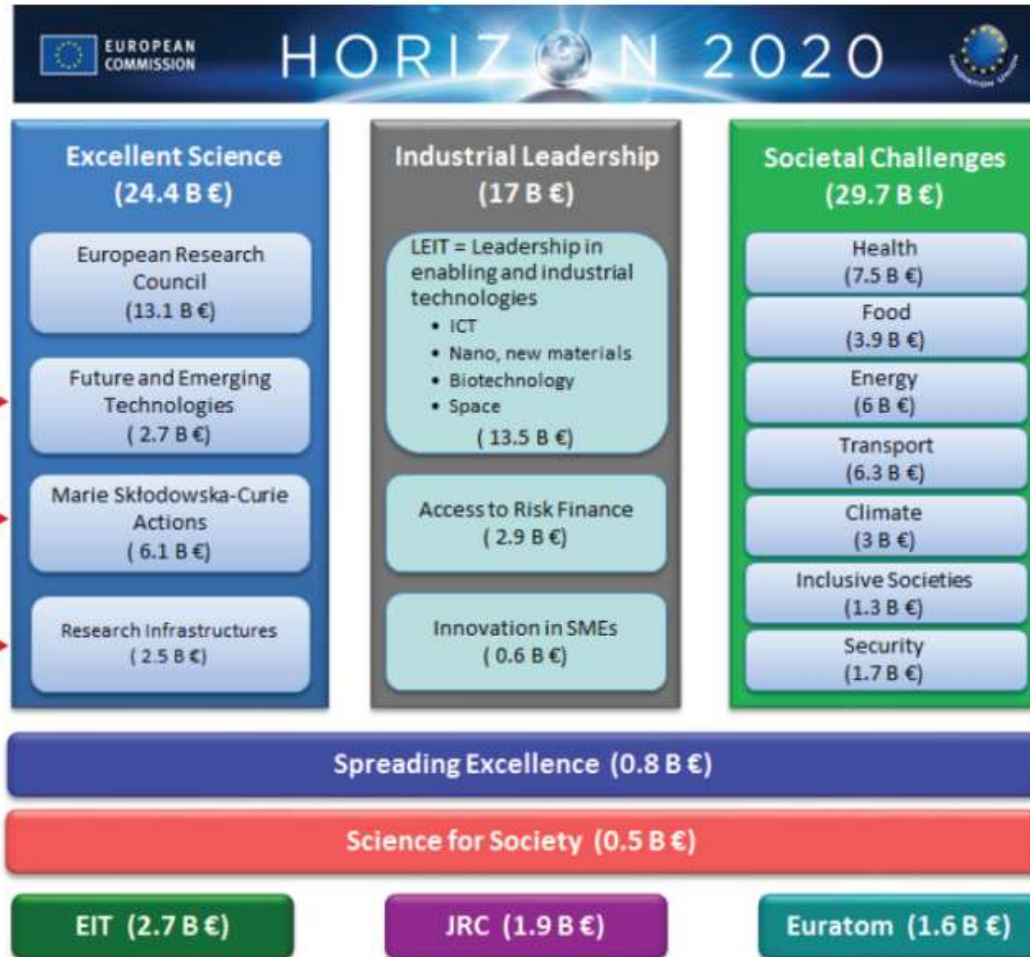 EUROPEAN
COMMISSION
HORIZON 2020
INNOVATION UNION
Excellent Science
(24.4 B €)
European Research
Council
(13.1 B €)
Future and Emerging
Technologies
( 2.7 B €)
Marie Skłodowska-Curie
Actions
( 6.1 B €)
Research Infrastructures
( 2.5 B €)
Industrial Leadership
(17 B €)
LEIT = Leadership in
enabling and industrial
technologies
• ICT
• Nano, new materials
• Biotechnology
• Space
( 13.5 B €)
Access to Risk Finance
( 2.9 B €)
Innovation in SMEs
( 0.6 B €)
Societal Challenges
(29.7 B €)
Health
(7.5 B €)
Food
(3.9 B €)
Energy
(6 B €)
Transport
(6.3 B €)
Climate
(3 B €)
Inclusive Societies
(1.3 B €)
Security
(1.7 B €)
Spreading Excellence (0.8 B €)
Science for Society (0.5 B €)
EIT (2.7 B €)
JRC (1.9 B €)
Euratom (1.6 B €)